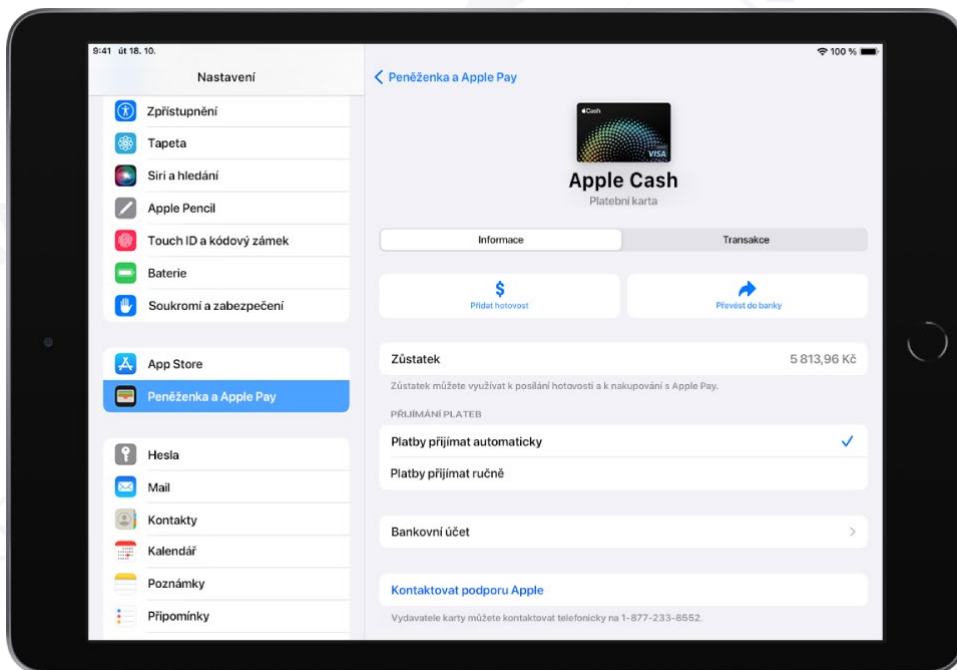 9:41 út 18. 10.
100 %
Nastavení
Zpřístupnění
Tapeta
Siri a hledání
Apple Pencil
Touch ID a kódový zámek
Baterie
Soukromí a zabezpečení
App Store
Peněženka a Apple Pay
Hesla
Mail
Kontakty
Kalendář
Poznámky
Připomínky
Peněženka a Apple Pay
Cash
VISA
Apple Cash
Platební karta
Informace
Transakce
$
Přidat hotovost
Převést do banky
Zůstatek 5 813,96 Kč
Zůstatek můžete využívat k posílání hotovosti a k nakupování s Apple Pay.
PŘIJÍMÁNÍ PLATEB
Platby přijímat automaticky
Platby přijímat ručně
Bankovní účet
Kontaktovat podporu Apple
Vydavatele karty můžete kontaktovat telefonicky na 1-877-233-8552.